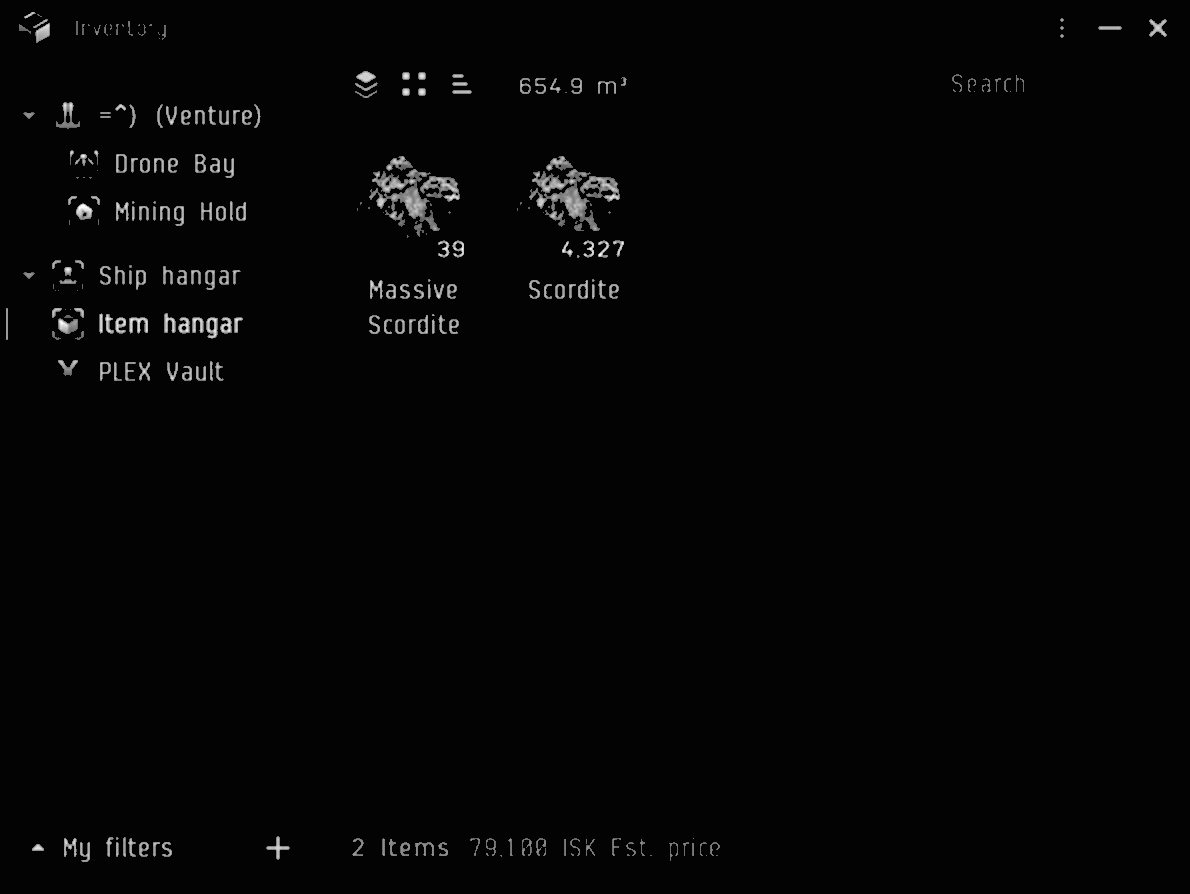 Inventory
654.9 m³
Search
=^) (Venture)
Drone Bay
Mining Hold
Ship hangar
Item hangar
PLEX Vault
39
Massive
Scordite
4.327
Scordite
My filters
2 Items 79,100 ISK Est. price